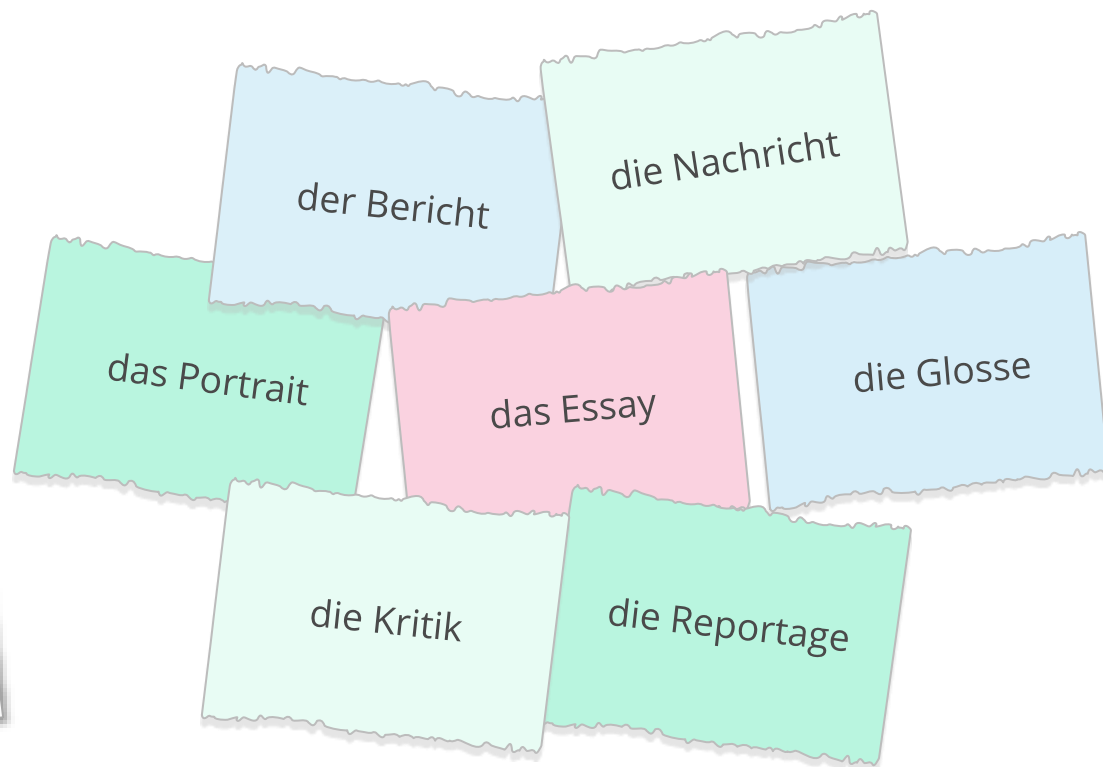 der Bericht
die Nachricht
das Portrait
das Essay
die Glosse
die Kritik
die Reportage